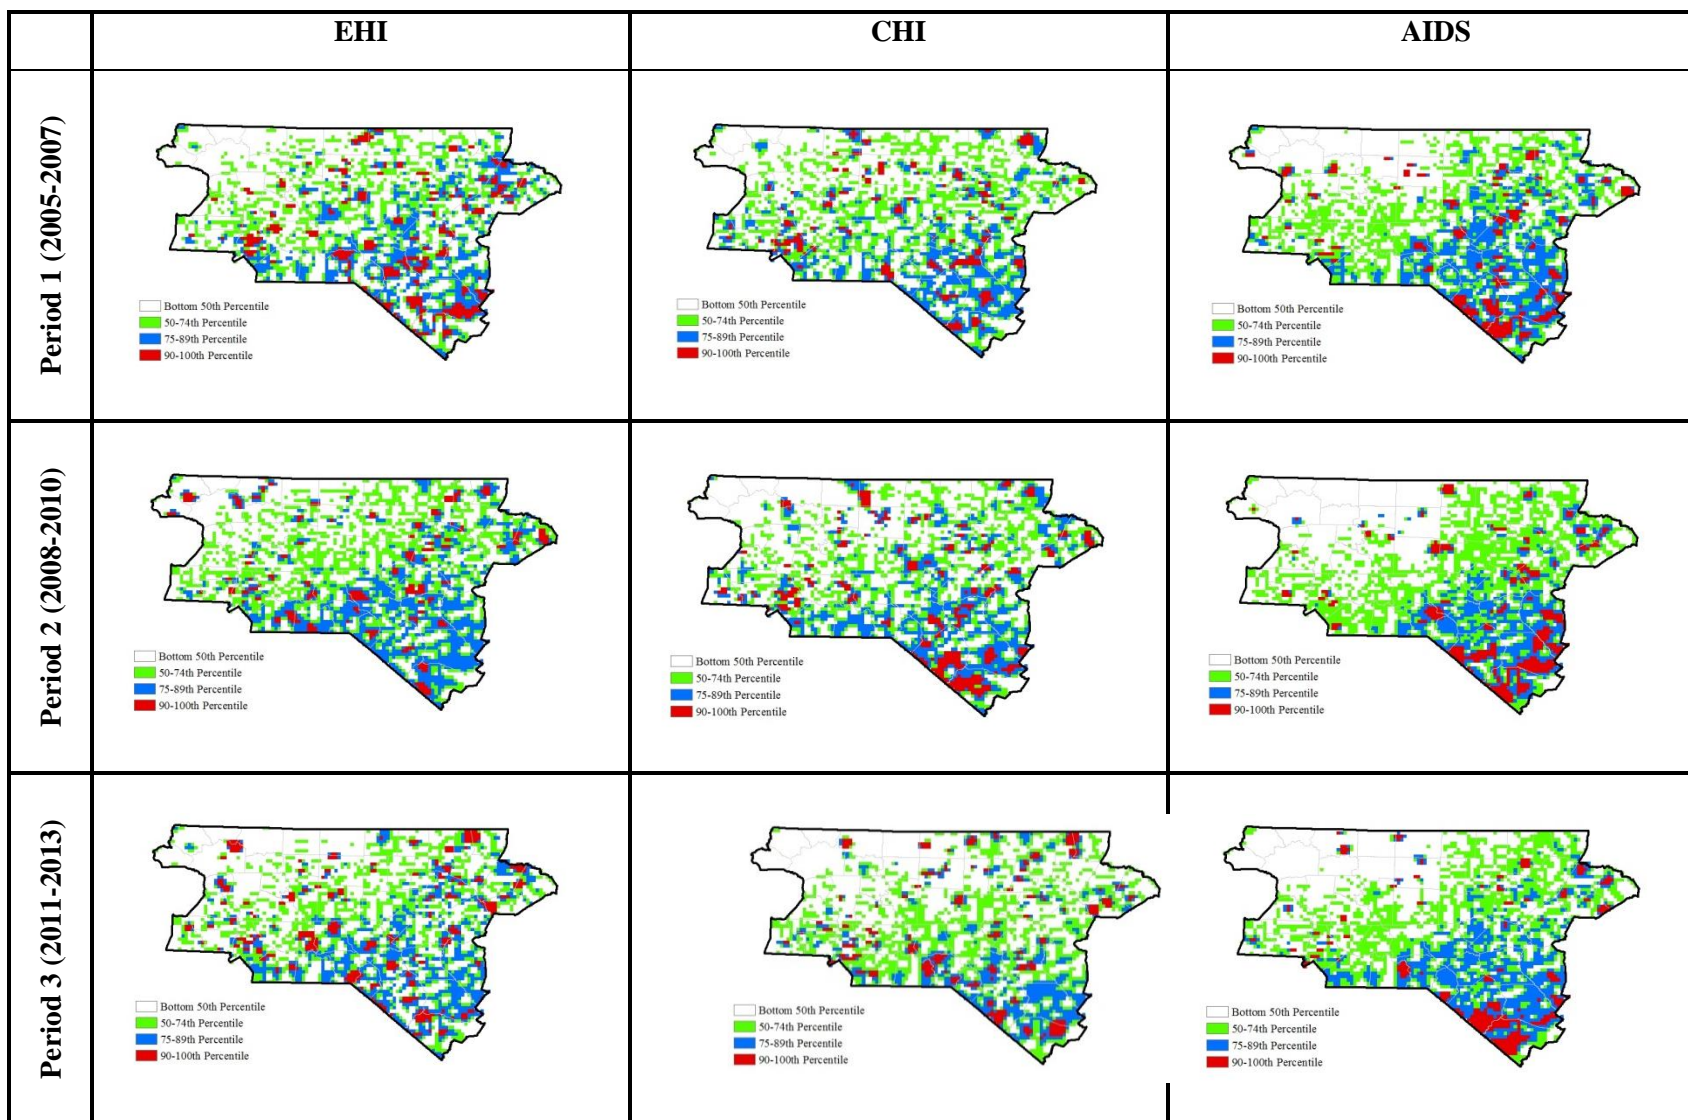 EHI
CHI
AIDS
Period 1 (2005-2007)
Bottom 50th Percentile
50-74th Percentile
75-89th Percentile
90-100th Percentile
Bottom 50th Percentile
50-74th Percentile
75-89th Percentile
90-100th Percentile
Bottom 50th Percentile
50-74th Percentile
75-89th Percentile
90-100th Percentile
Period 2 (2008-2010)
Bottom 50th Percentile
50-74th Percentile
75-89th Percentile
90-100th Percentile
Bottom 50th Percentile
50-74th Percentile
75-89th Percentile
90-100th Percentile
Bottom 50th Percentile
50-74th Percentile
75-89th Percentile
90-100th Percentile
Period 3 (2011-2013)
Bottom 50th Percentile
50-74th Percentile
75-89th Percentile
90-100th Percentile
Bottom 50th Percentile
50-74th Percentile
75-89th Percentile
90-100th Percentile
Bottom 50th Percentile
50-74th Percentile
75-89th Percentile
90-100th Percentile